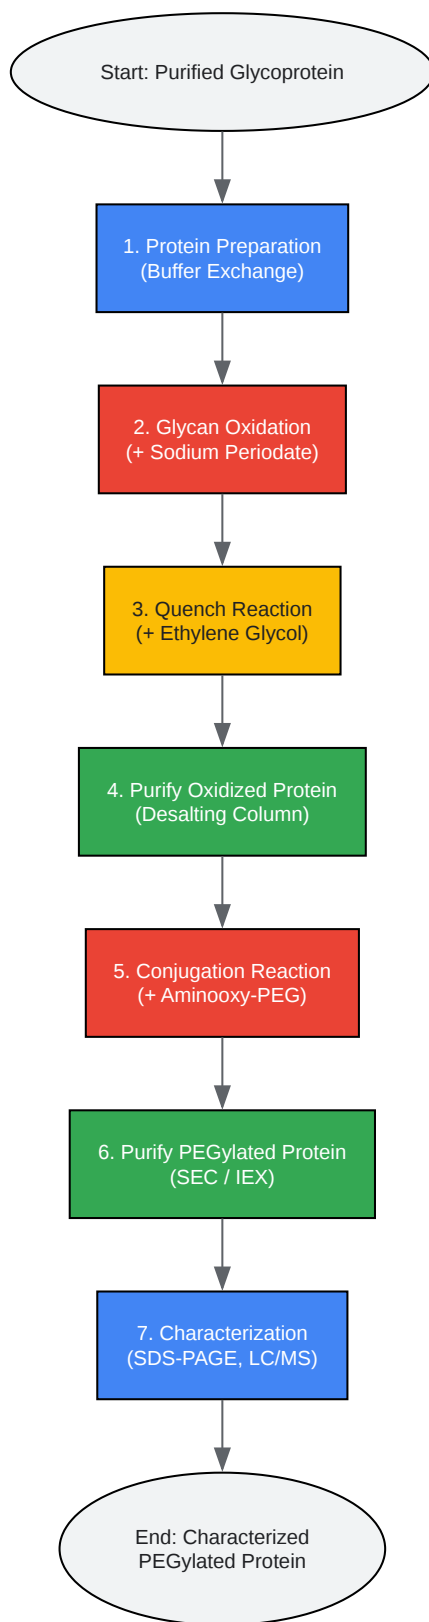 Start: Purified Glycoprotein
1. Protein Preparation
(Buffer Exchange)
2. Glycan Oxidation
(+ Sodium Periodate)
3. Quench Reaction
(+ Ethylene Glycol)
4. Purify Oxidized Protein
(Desalting Column)
5. Conjugation Reaction
(+ Aminooxy-PEG)
6. Purify PEGylated Protein
(SEC / IEX)
7. Characterization
(SDS-PAGE, LC/MS)
End: Characterized
PEGylated Protein